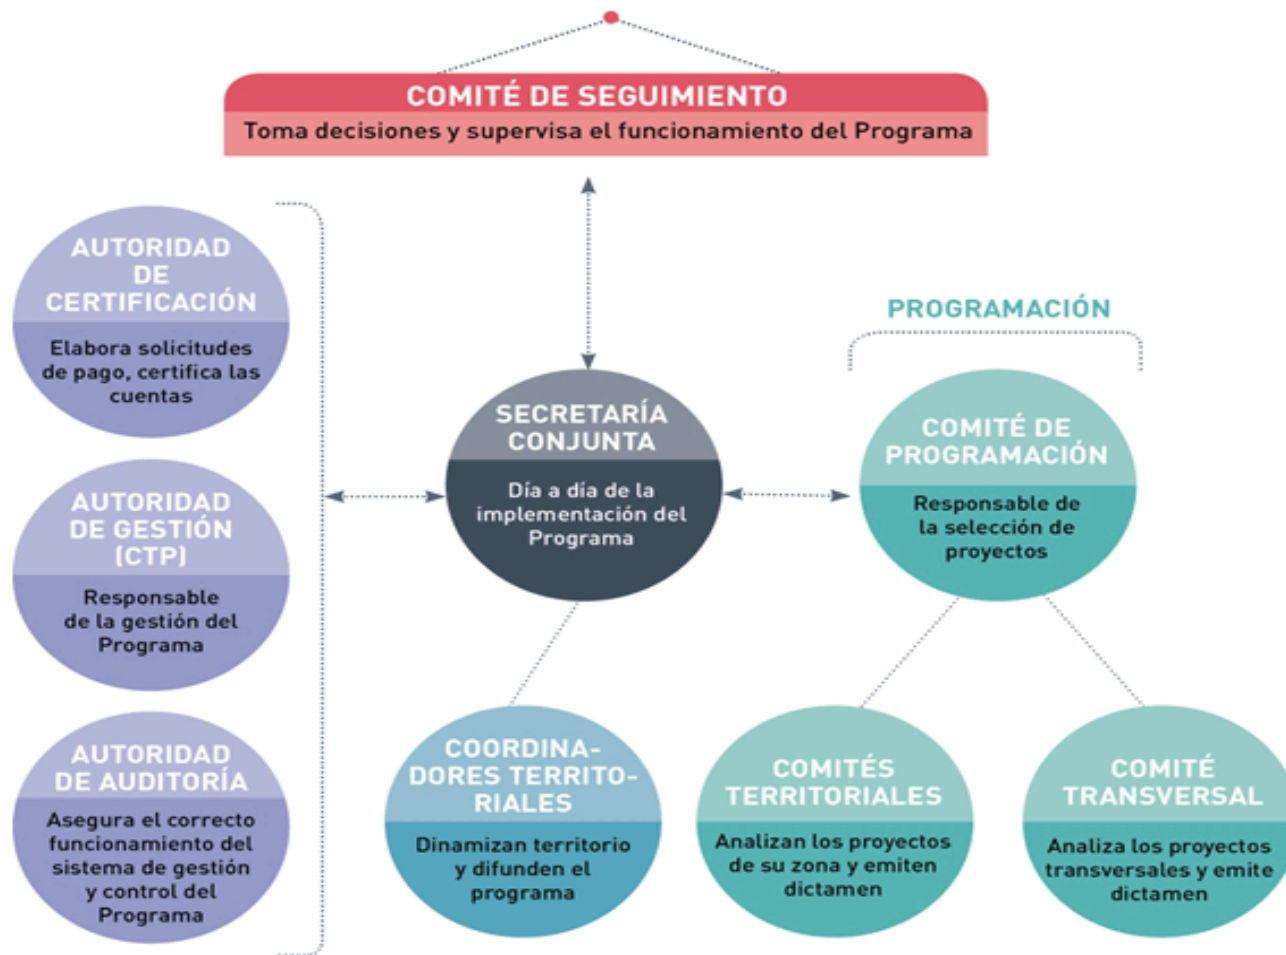 COMITÉ DE SEGUIMIENTO
Toma decisiones y supervisa el funcionamiento del Programa
AUTORIDAD
DE
CERTIFICACIÓN
Elabora solicitudes
de pago, certifica las
cuentas
AUTORIDAD
DE GESTIÓN
(CTP)
Responsable
de la gestión del
Programa
AUTORIDAD
DE AUDITORÍA
Asegura el correcto
funcionamiento del
sistema de gestión
y control del
Programa
SECRETARÍA
CONJUNTA
Día a día de la
implementación del
Programa
COORDINA-
DORES TERRITO-
RIALES
Dinamizan territorio
y difunden el
programa
PROGRAMACIÓN
COMITÉ DE
PROGRAMACIÓN
Responsable de
la selección de
proyectos
COMITÉS
TERRITORIALES
Analizan los proyectos
de su zona y emiten
dictamen
COMITÉ
TRANSVERSAL
Analiza los proyectos
transversales y emite
dictamen